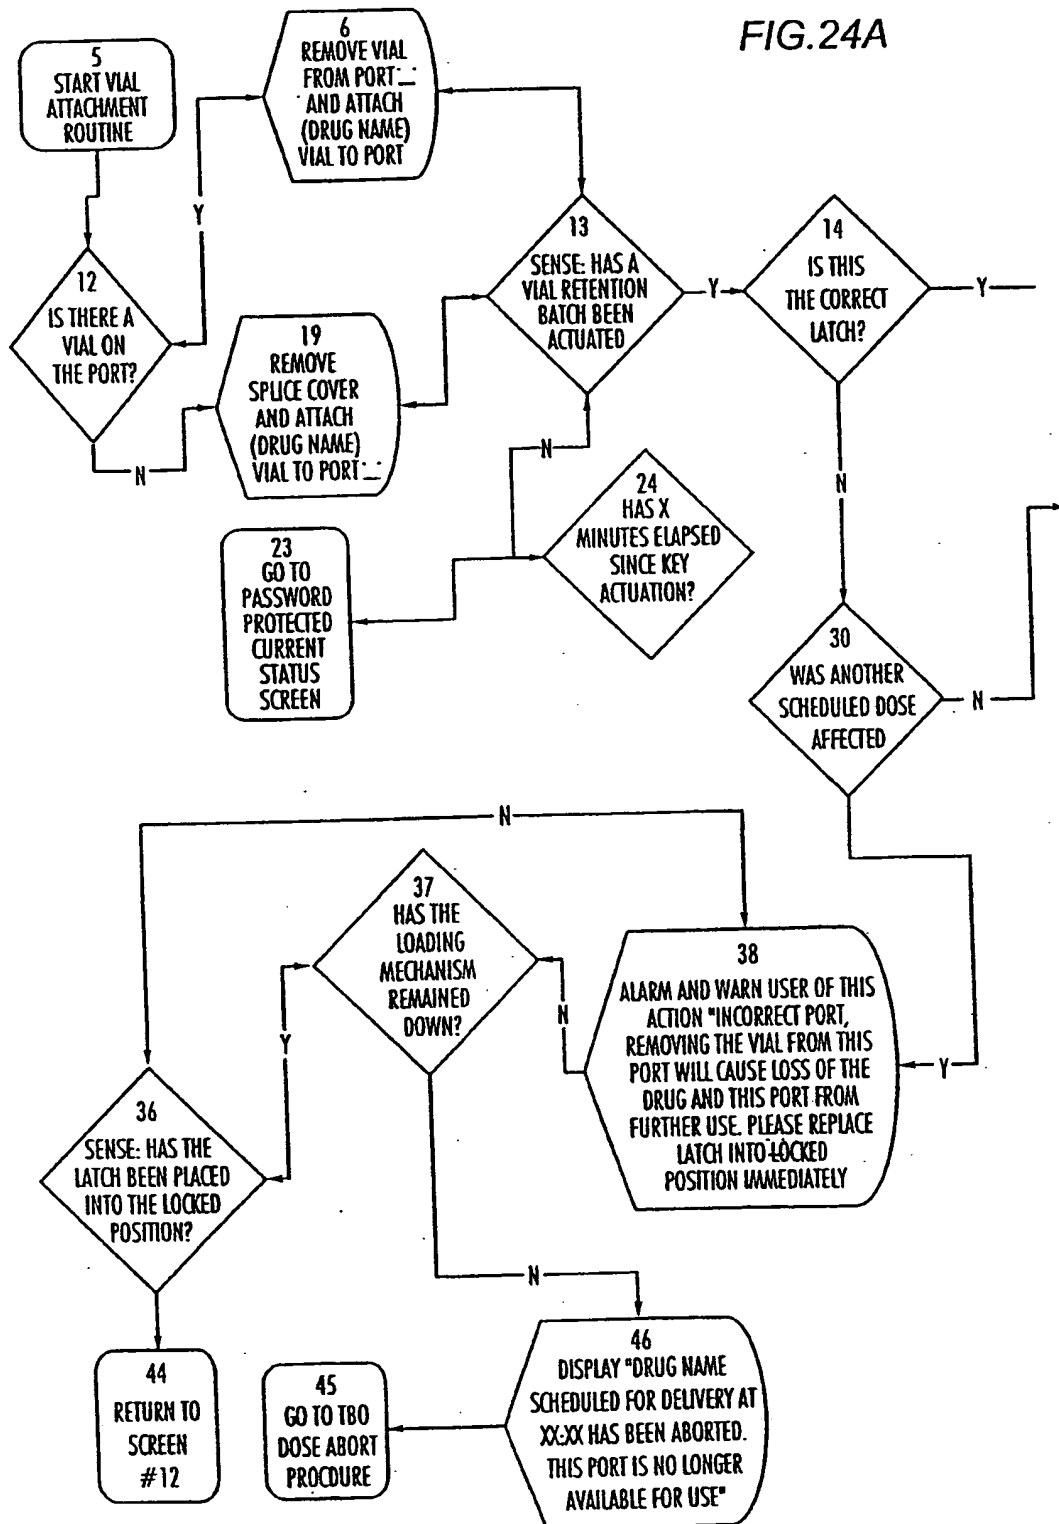 FIG.24A
5
START VIAL
ATTACHMENT
ROUTINE
6
REMOVE VIAL
FROM PORT:_:
AND ATTACH
(DRUG NAME)
VIAL TO PORT
Y
12
IS THERE A
VIAL ON
THE PORT?
N
19
REMOVE
SPLICE COVER
AND ATTACH
(DRUG NAME)
VIAL TO PORT:_:
13
SENSE: HAS A
VIAL RETENTION
BATCH BEEN
ACTUATED
Y
14
IS THIS
THE CORRECT
LATCH?
Y
N
N
24
HAS X
MINUTES ELAPSED
SINCE KEY
ACTUATION?
23
GO TO
PASSWORD
PROTECTED
CURRENT
STATUS
SCREEN
30
WAS ANOTHER
SCHEDULED DOSE
AFFECTED
N
N
37
HAS THE
LOADING
MECHANISM
REMAINED
DOWN?
Y
N
38
ALARM AND WARN USER OF THIS
ACTION "INCORRECT PORT,
REMOVING THE VIAL FROM THIS
PORT WILL CAUSE LOSS OF THE
DRUG AND THIS PORT FROM
FURTHER USE. PLEASE REPLACE
LATCH INTO LOCKED
POSITION IMMEDIATELY
Y
36
SENSE: HAS THE
LATCH BEEN PLACED
INTO THE LOCKED
POSITION?
N
44
RETURN TO
SCREEN
#12
45
GO TO TBO
DOSE ABORT
PROCDURE
46
DISPLAY "DRUG NAME
SCHEDULED FOR DELIVERY AT
XX:XX HAS BEEN ABORTED.
THIS PORT IS NO LONGER
AVAILABLE FOR USE"